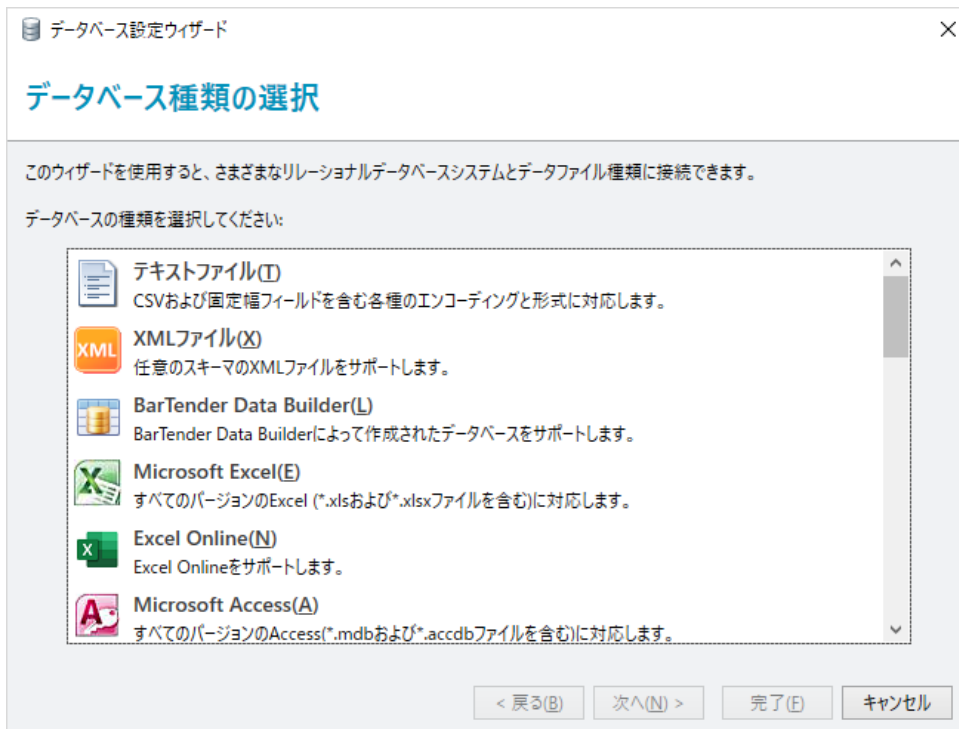 データベース設定ウィザード
データベース種類の選択
このウィザードを使用すると、さまざまなリレーショナルデータベースシステムとデータファイル種類に接続できます。
データベースの種類を選択してください:
テキストファイル(T)
CSVおよび固定幅フィールドを含む各種のエンコーディングと形式に対応します。
XML
XMLファイル(X)
任意のスキーマのXMLファイルをサポートします。
BarTender Data Builder(L)
BarTender Data Builderによって作成されたデータベースをサポートします。
Microsoft Excel(E)
すべてのバージョンのExcel (*.xlsおよび*.xlsxファイルを含む)に対応します。
Excel Online(N)
Excel Onlineをサポートします。
Microsoft Access(A)
すべてのバージョンのAccess(*.mdbおよび*.accdbファイルを含む)に対応します。
< 戻る(B) 次へ(N) > 完了(F) キャンセル